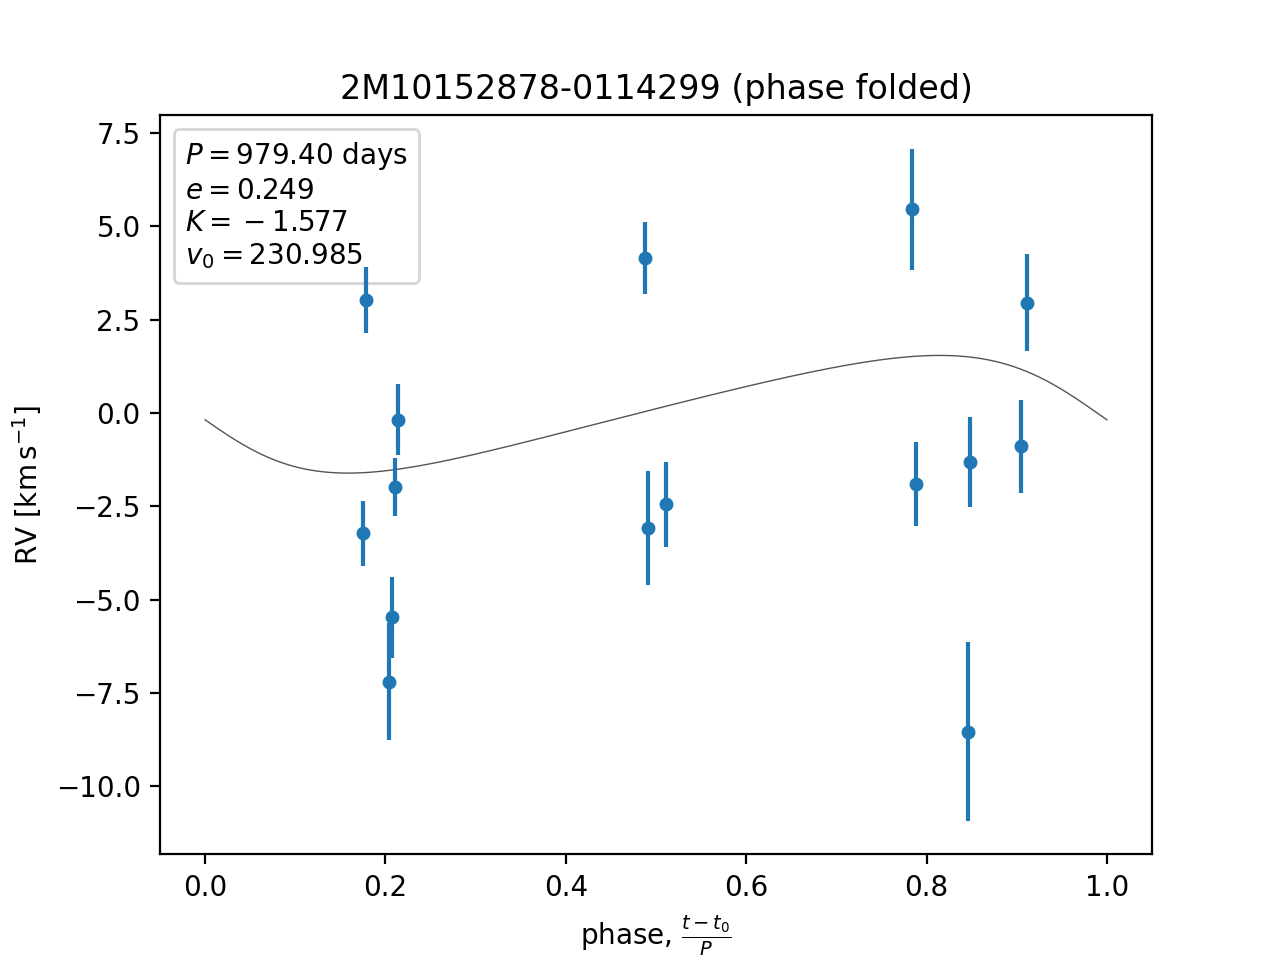 2M10152878-0114299 (phase folded)
P = 979.40 days
e = 0.249
K = −1.577
v₀ = 230.985
7.5
5.0
2.5
0.0
−2.5
−5.0
−7.5
−10.0
RV [km s⁻¹]
0.0 0.2 0.4 0.6 0.8 1.0
phase, (t − t₀)/P